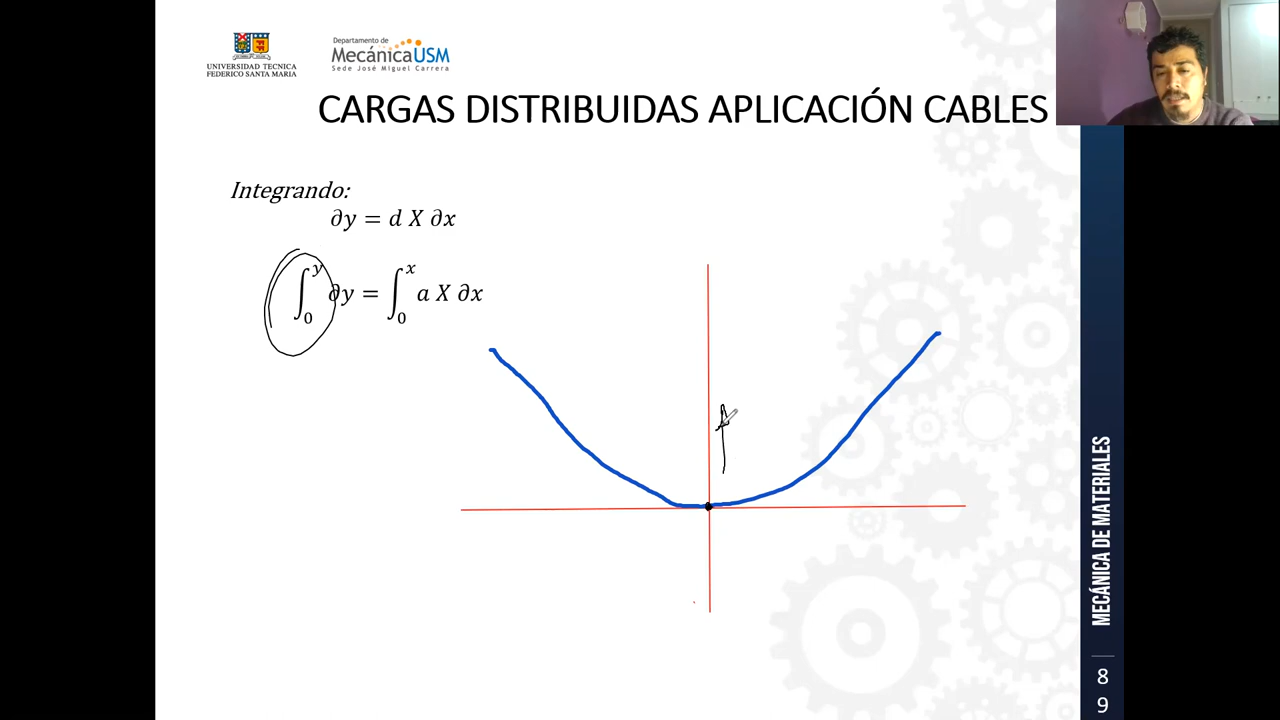 UNIVERSIDAD TECNICA
FEDERICO SANTA MARIA
Departamento de
MecánicaUSM
Sede José Miguel Carrera
CARGAS DISTRIBUIDAS APLICACIÓN CABLES
Integrando:
∂y = d X ∂x
∫₀ʸ ∂y = ∫₀ˣ a X ∂x
MECÁNICA DE MATERIALES
8
9